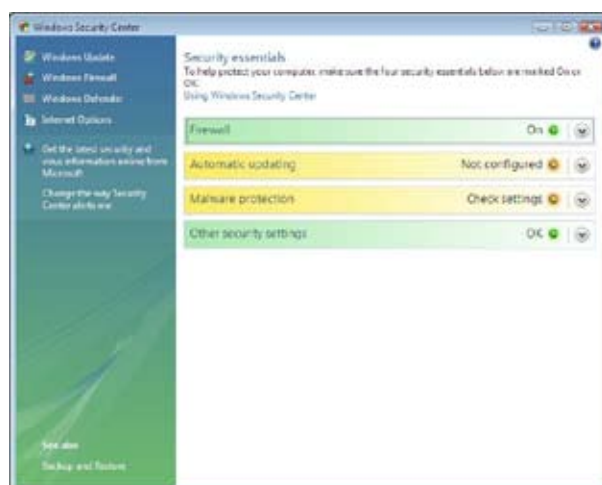 Windows Security Center
Windows Update
Windows Firewall
Windows Defender
Internet Options
Get the latest security and
virus information online from
Microsoft
Change the way Security
Center alerts me
See also
Backup and Restore
Security essentials
To help protect your computer, make sure the four security essentials below are marked On or
OK.
Using Windows Security Center
Firewall On
Automatic updating Not configured
Malware protection Check settings
Other security settings OK